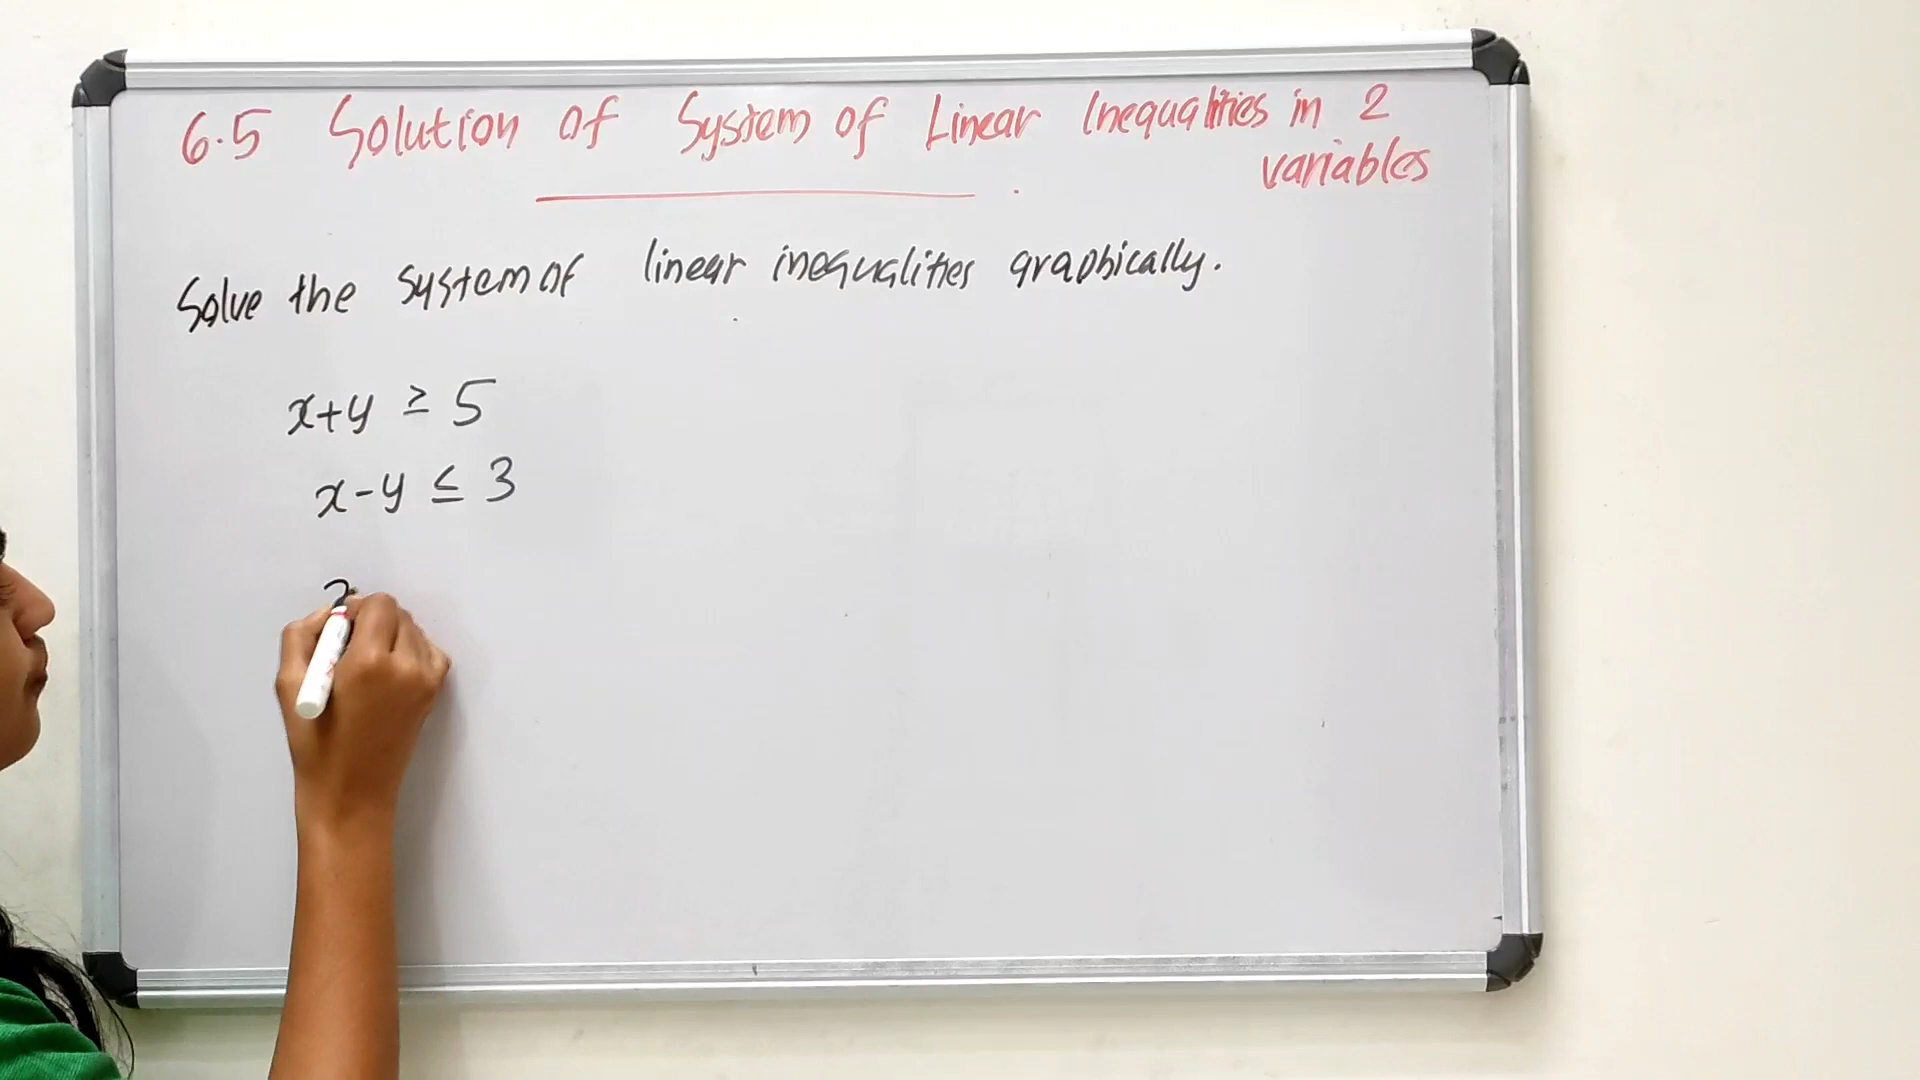 6.5 Solution of System of Linear Inequalities in 2
variables
Solve the system of linear inequalities graphically.
x+y ≥ 5
x-y ≤ 3